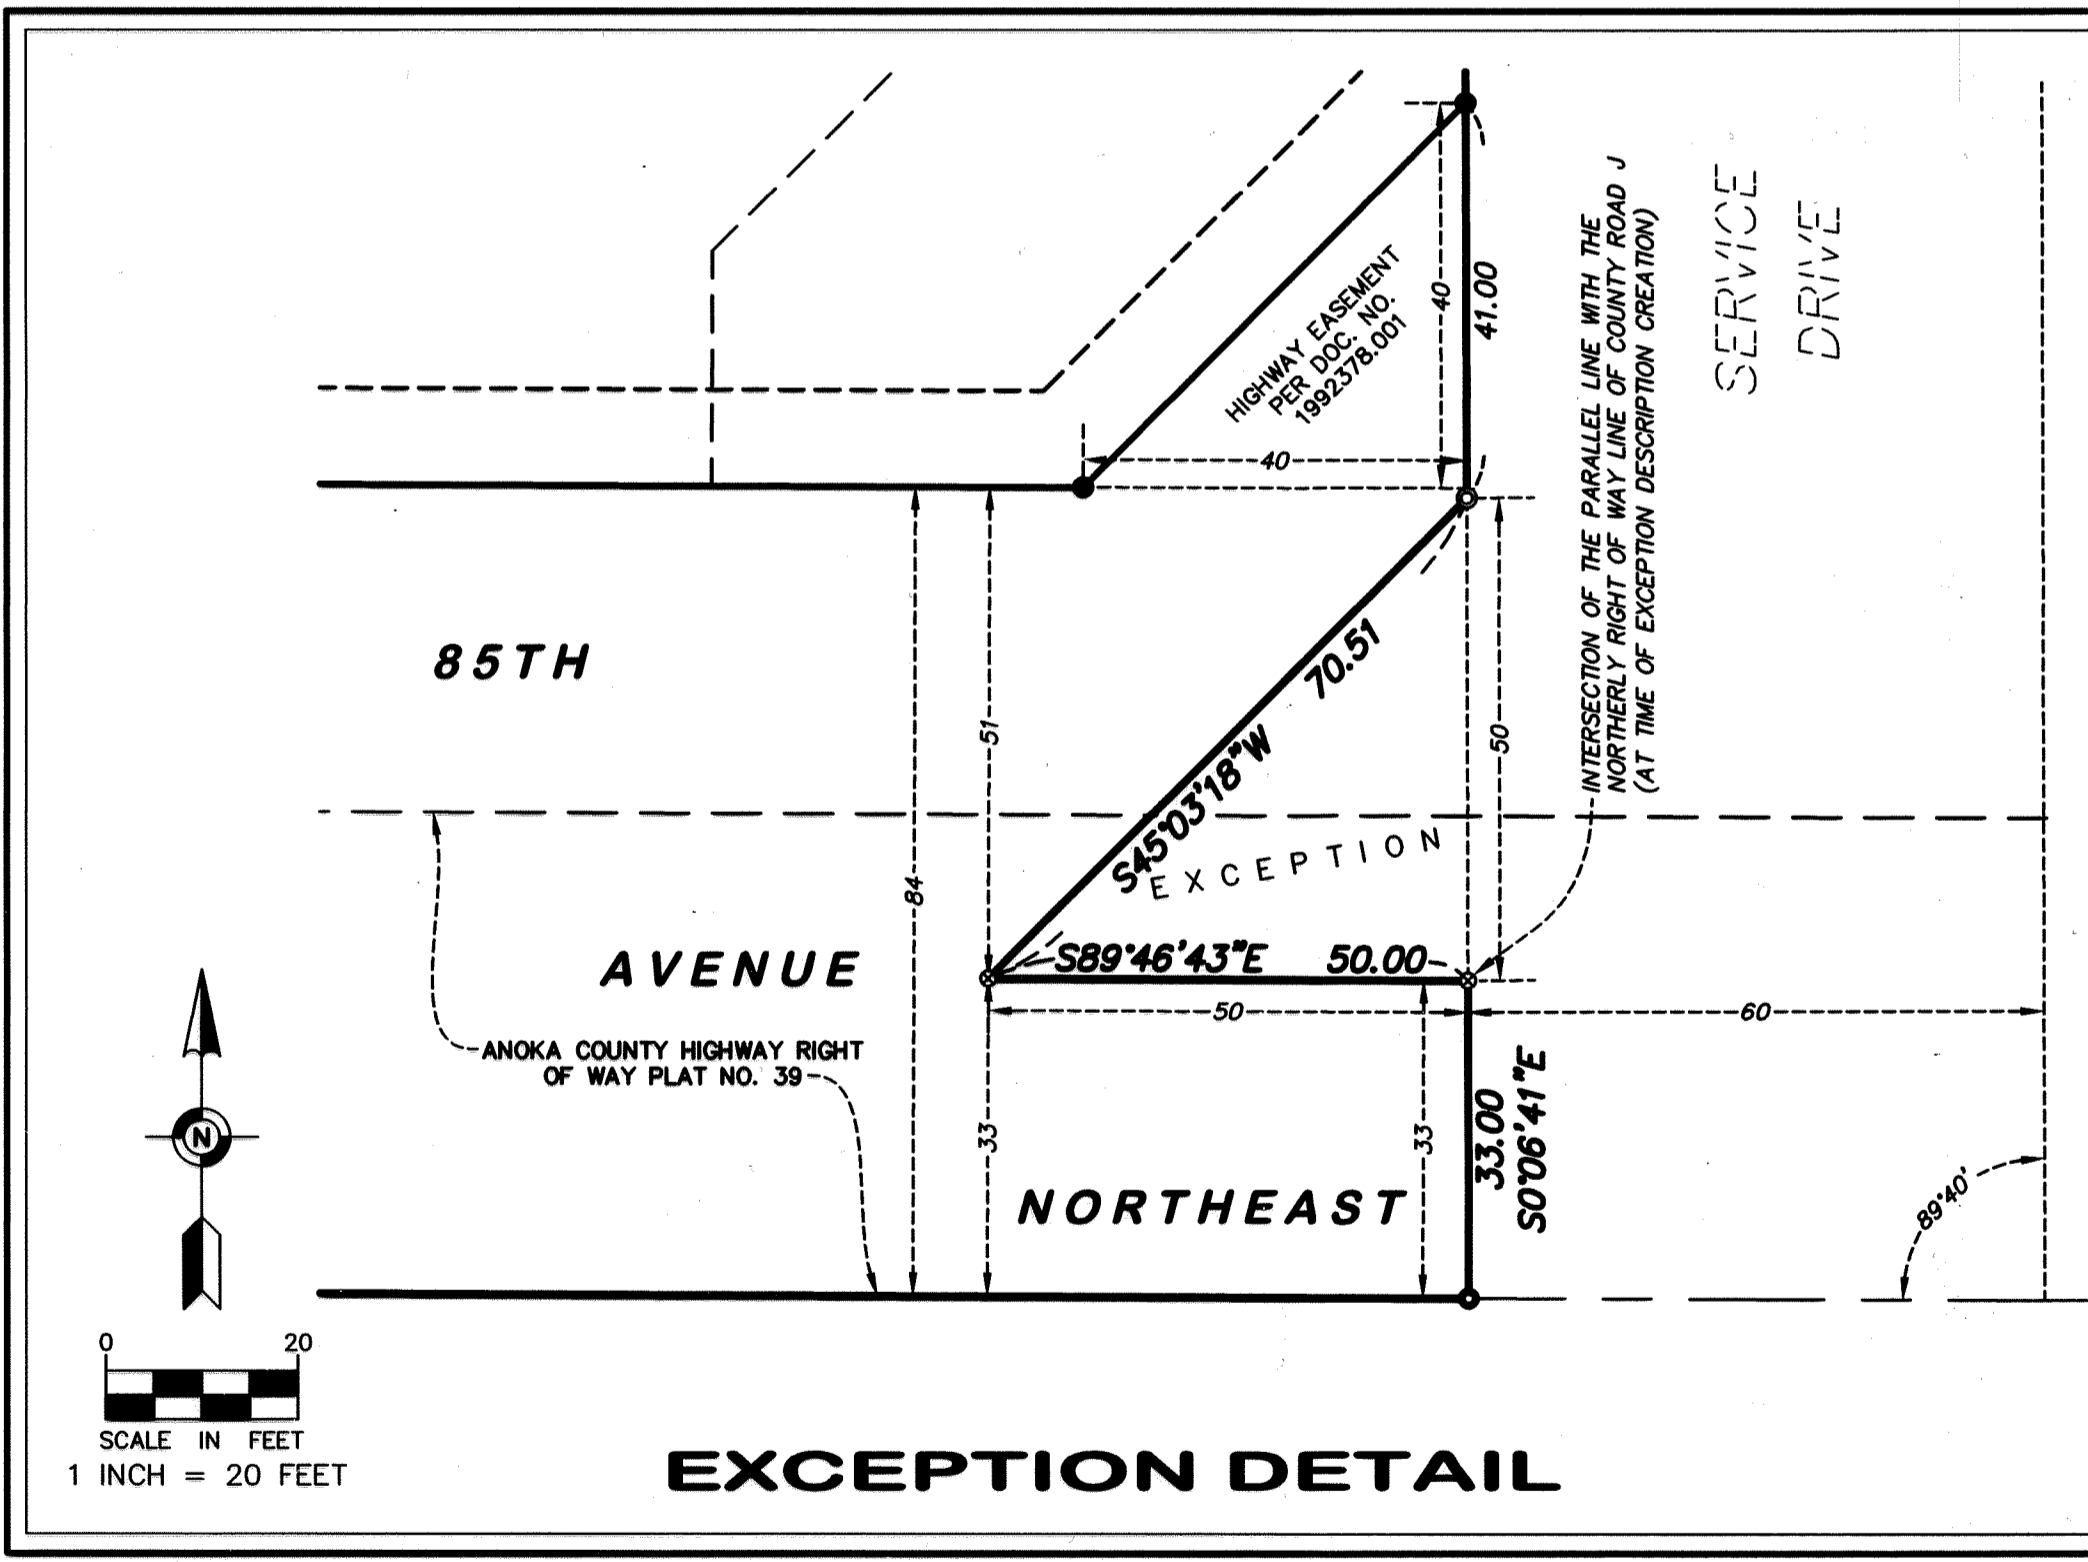 SERVICE
DRIVE
INTERSECTION OF THE PARALLEL LINE WITH THE
NORTHERLY RIGHT OF WAY LINE OF COUNTY ROAD J
(AT TIME OF EXCEPTION DESCRIPTION CREATION)
HIGHWAY EASEMENT
PER DOC. NO.
1992378.001
40
41.00
40
85TH
51
70.51
50
S45°03'18"W
EXCEPTION
84
AVENUE
S89°46'43"E 50.00
50
60
ANOKA COUNTY HIGHWAY RIGHT
OF WAY PLAT NO. 39
33
33
33.00
S0°06'41"E
N
NORTHEAST
89°40'
0 20
SCALE IN FEET
1 INCH = 20 FEET
EXCEPTION DETAIL